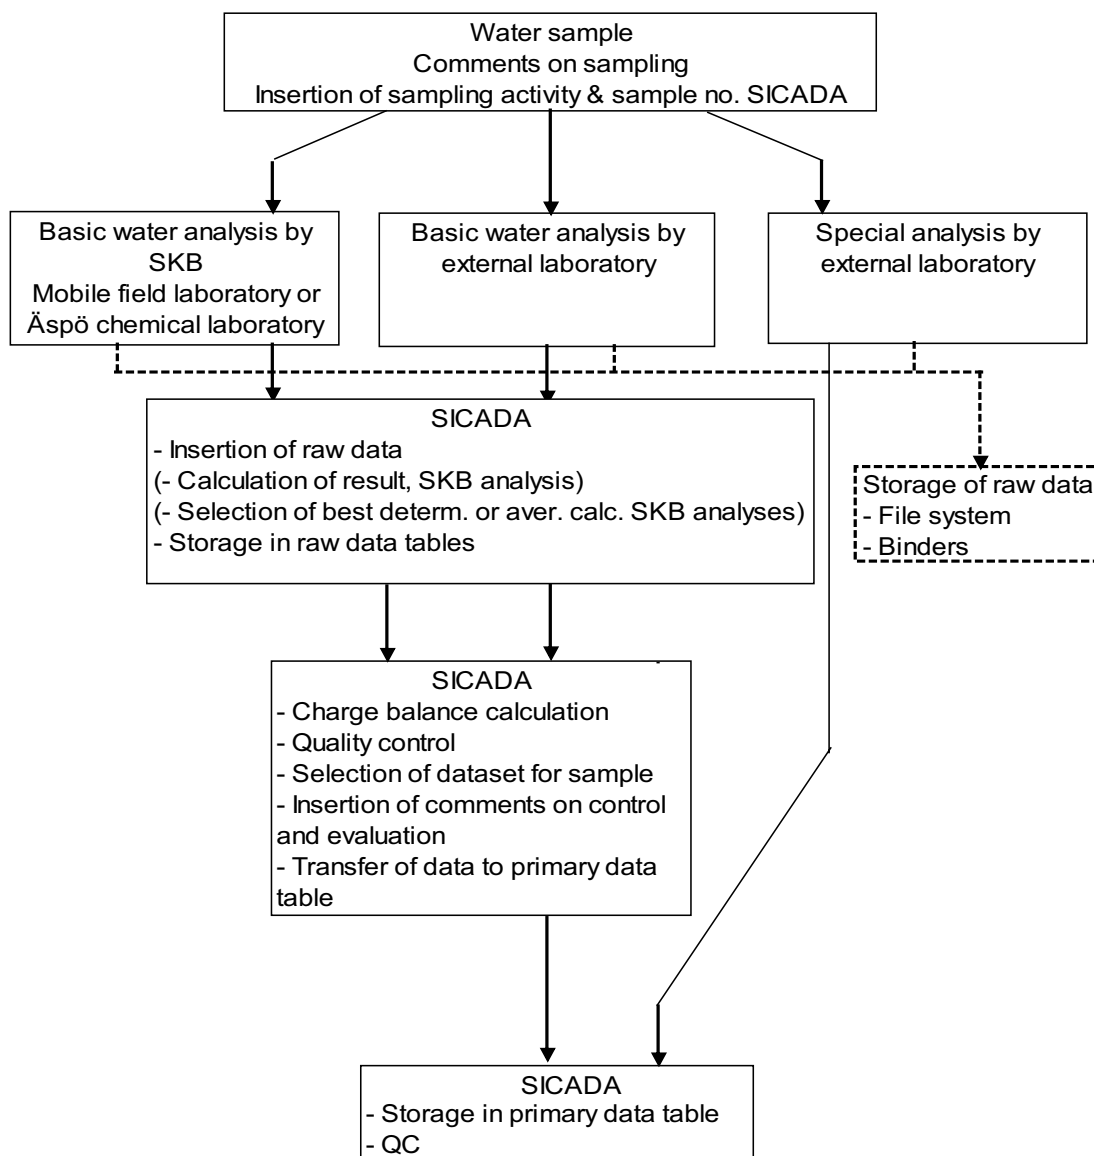 Water sample
Comments on sampling
Insertion of sampling activity & sample no. SICADA
Basic water analysis by
SKB
Mobile field laboratory or
Äspö chemical laboratory
Basic water analysis by
external laboratory
Special analysis by
external laboratory
SICADA
- Insertion of raw data
(- Calculation of result, SKB analysis)
(- Selection of best determ. or aver. calc. SKB analyses)
- Storage in raw data tables
Storage of raw data
- File system
- Binders
SICADA
- Charge balance calculation
- Quality control
- Selection of dataset for sample
- Insertion of comments on control
and evaluation
- Transfer of data to primary data
table
SICADA
- Storage in primary data table
- QC